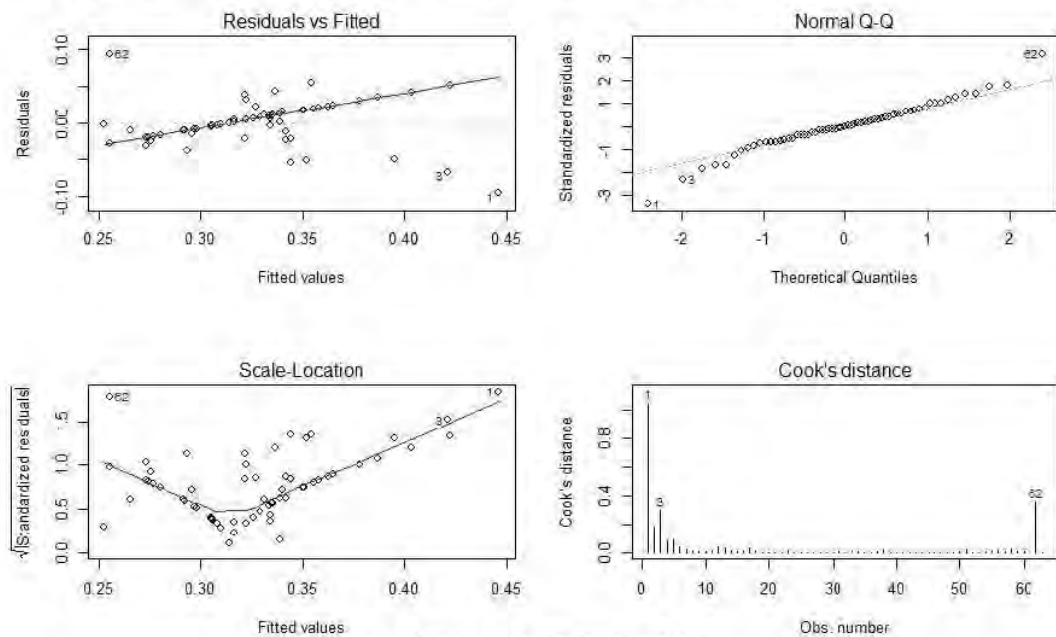 Residuals vs Fitted
Residuals
0.10
0.00
-0.10
62
3
1
0.25 0.30 0.35 0.40 0.45
Fitted values
Normal Q-Q
Standardized residuals
3
2
1
-1
-3
62
3
1
-2 -1 0 1 2
Theoretical Quantiles
Scale-Location
0.0 0.5 1.0
62
3
1
0.25 0.30 0.35 0.40 0.45
Fitted values
Cook's distance
Cook's distance
0.0 0.4 0.8
1
3
62
0 10 20 30 40 50 60
Obs. number